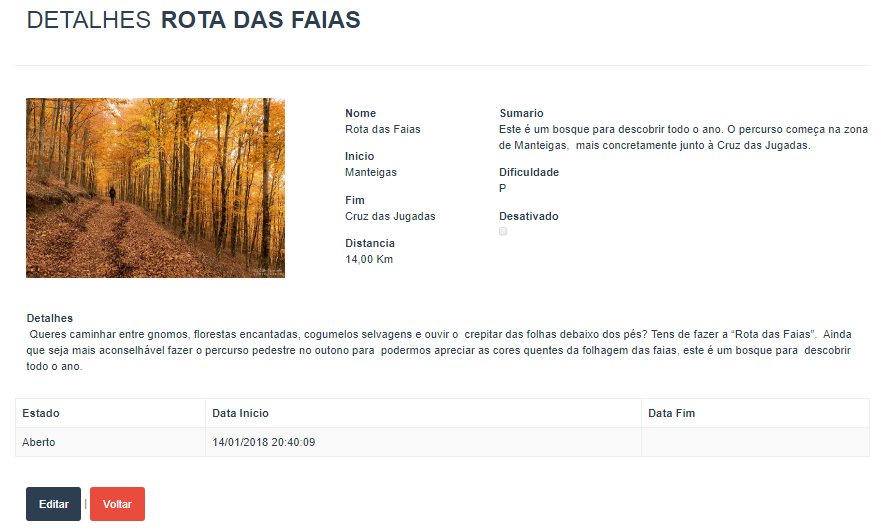 DETALHES ROTA DAS FAIAS
Nome
Rota das Faias
Inicio
Manteigas
Fim
Cruz das Jugadas
Distancia
14,00 Km
Sumario
Este é um bosque para descobrir todo o ano. O percurso começa na zona
de Manteigas, mais concretamente junto à Cruz das Jugadas.
Dificuldade
P
Desativado
Detalhes
Queres caminhar entre gnomos, florestas encantadas, cogumelos selvagens e ouvir o crepitar das folhas debaixo dos pés? Tens de fazer a “Rota das Faias”. Ainda
que seja mais aconselhável fazer o percurso pedestre no outono para podermos apreciar as cores quentes da folhagem das faias, este é um bosque para descobrir
todo o ano.
Estado Data Inicio Data Fim
Aberto 14/01/2018 20:40:09
Editar | Voltar